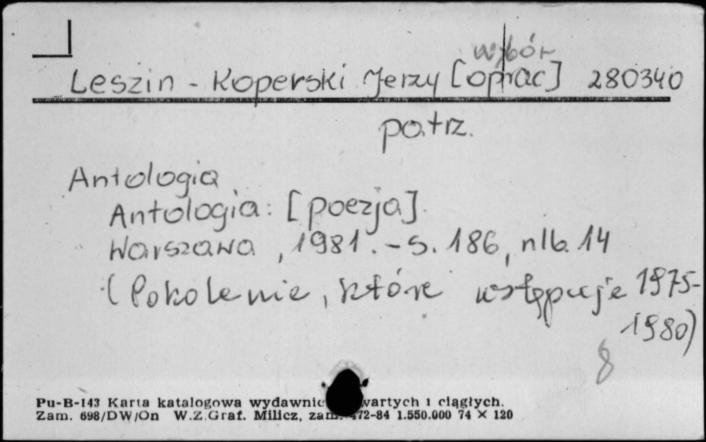 wybór
Leszin - Koperski Jerzy [oprac] 280340
patrz.
Antologia
Antologia: [poezja].
Warszawa, 1981. - S. 186, nlb. 14
(Pokolenie, które wstępuje 1975-
1980)
8
Pu-B-143 Karta katalogowa wydawnic wartych i ciągłych.
Zam. 698/DW/On W.Z.Graf. Milicz, zam. 472-84 1.550.000 74 × 120